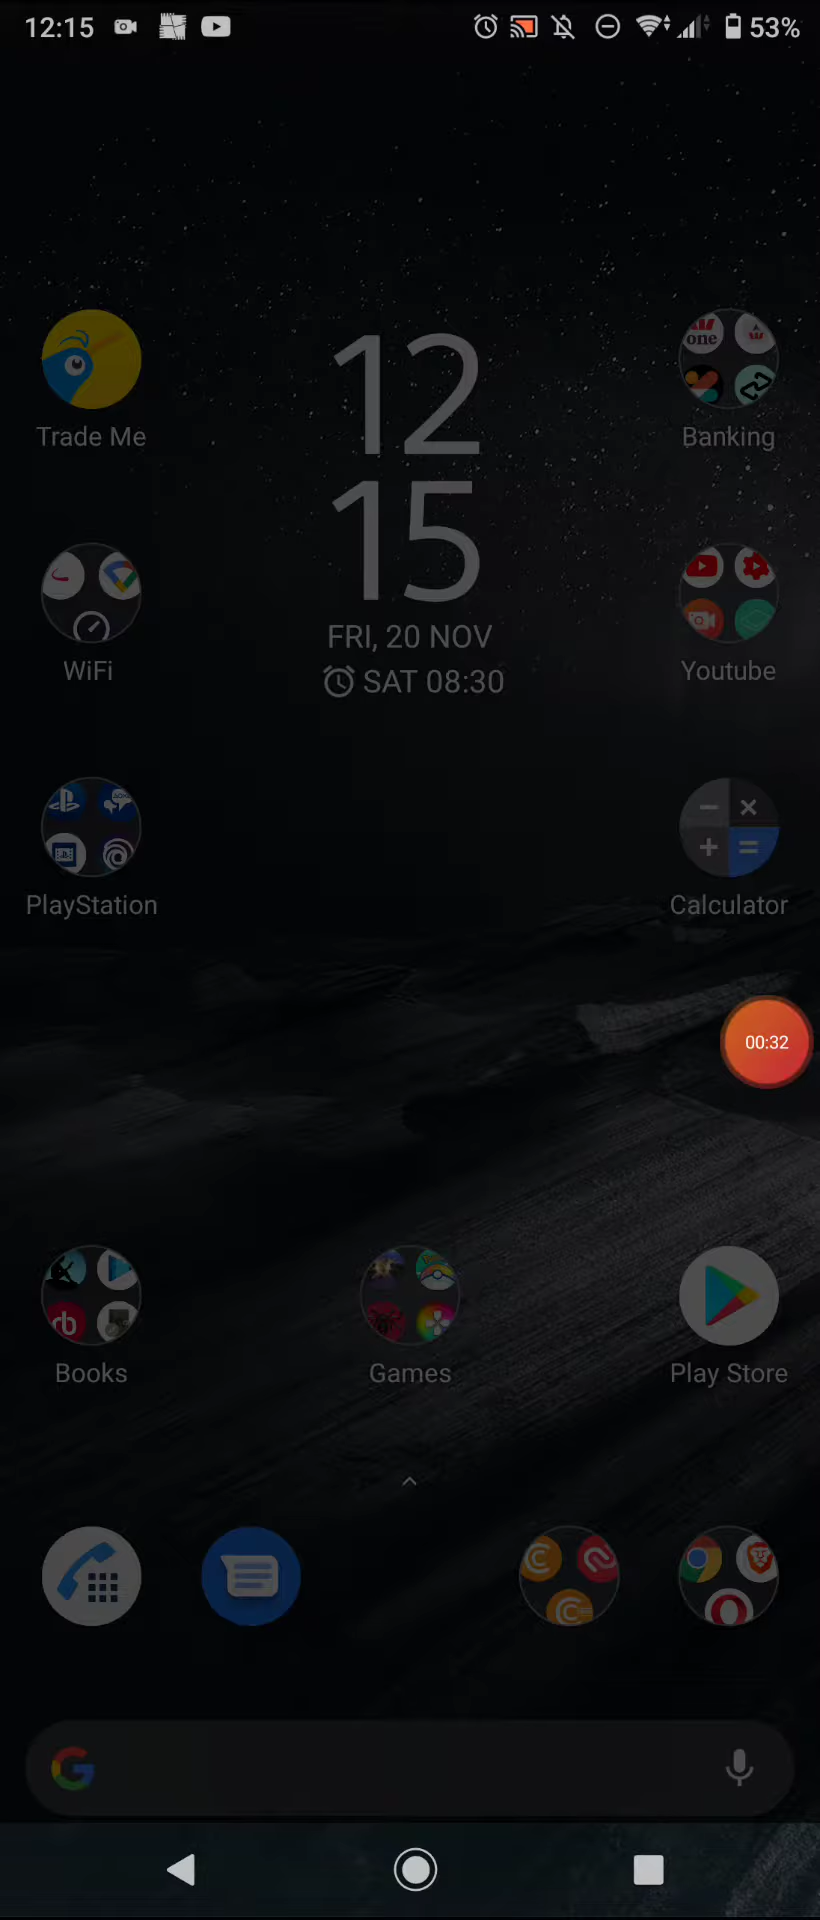 12:15
53%
12
15
FRI, 20 NOV
SAT 08:30
Trade Me
one
Banking
WiFi
Youtube
PlayStation
Calculator
00:32
Books
Games
Play Store